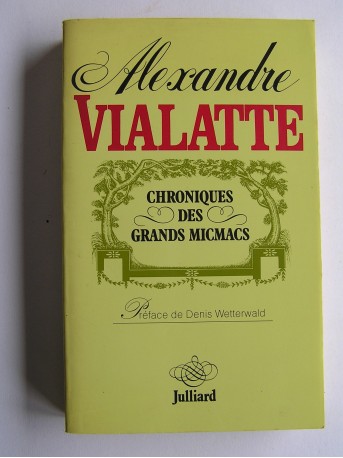 Alexandre
VIALATTE
CHRONIQUES
DES
GRANDS MICMACS
Préface de Denis Wetterwald
Julliard